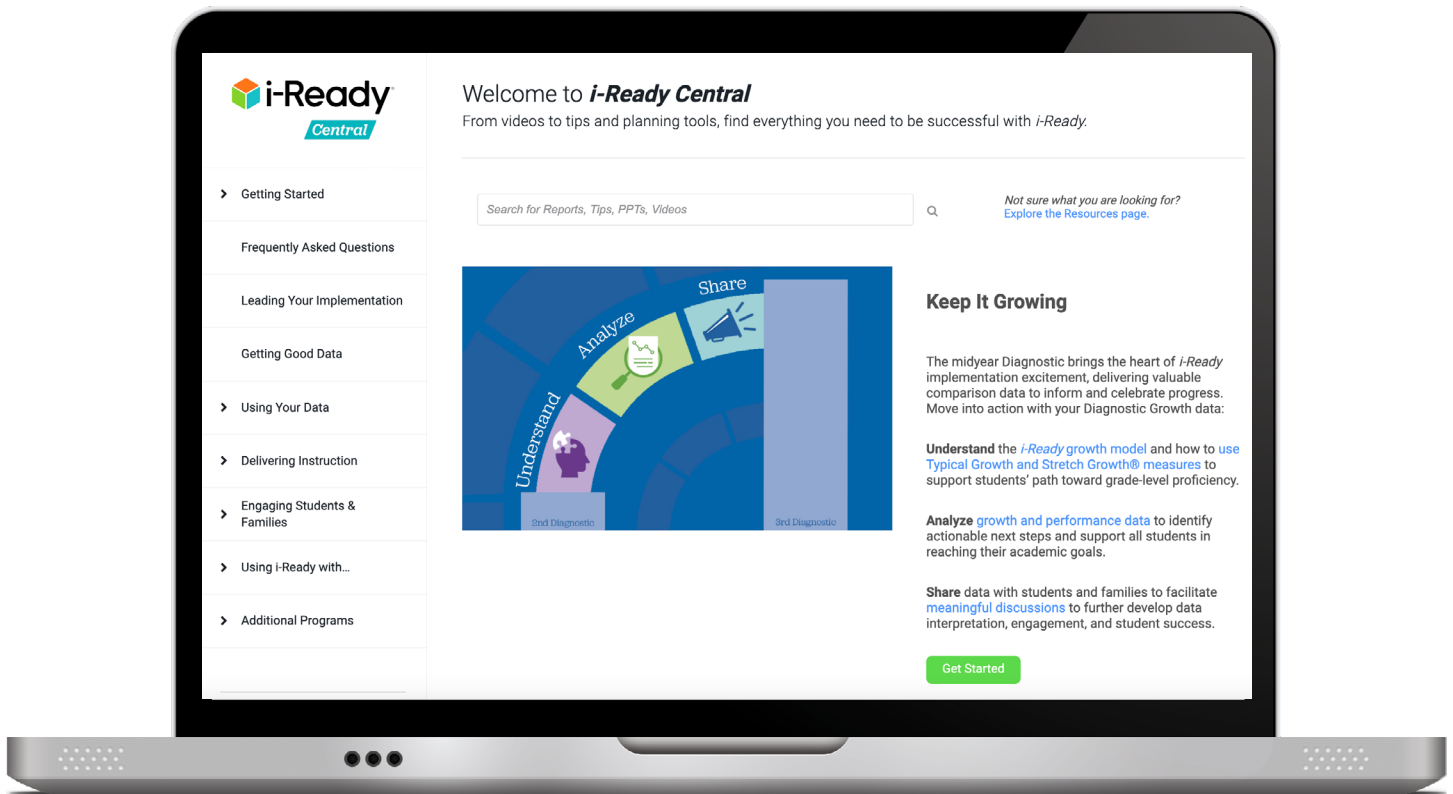 i-Ready
Central
Getting Started
Frequently Asked Questions
Leading Your Implementation
Getting Good Data
Using Your Data
Delivering Instruction
Engaging Students &
Families
Using i-Ready with...
Additional Programs
Welcome to i-Ready Central
From videos to tips and planning tools, find everything you need to be successful with i-Ready.
Search for Reports, Tips, PPTs, Videos
Not sure what you are looking for?
Explore the Resources page.
Understand
Analyze
Share
2nd Diagnostic
3rd Diagnostic
Keep It Growing
The midyear Diagnostic brings the heart of i-Ready
implementation excitement, delivering valuable
comparison data to inform and celebrate progress.
Move into action with your Diagnostic Growth data:
Understand the i-Ready growth model and how to use
Typical Growth and Stretch Growth® measures to
support students' path toward grade-level proficiency.
Analyze growth and performance data to identify
actionable next steps and support all students in
reaching their academic goals.
Share data with students and families to facilitate
meaningful discussions to further develop data
interpretation, engagement, and student success.
Get Started